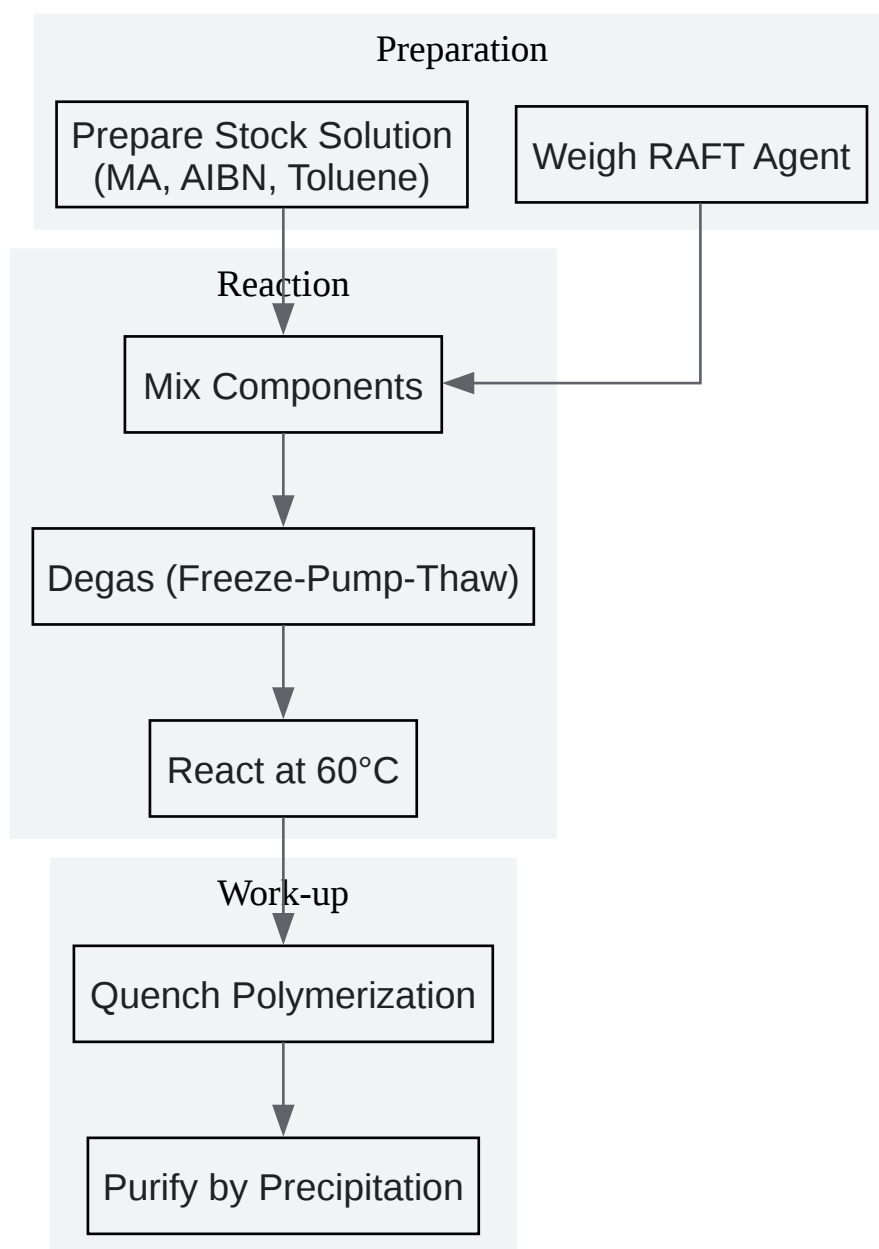 Preparation
Prepare Stock Solution
(MA, AIBN, Toluene)
Weigh RAFT Agent
Reaction
Mix Components
Degas (Freeze-Pump-Thaw)
React at 60°C
Work-up
Quench Polymerization
Purify by Precipitation